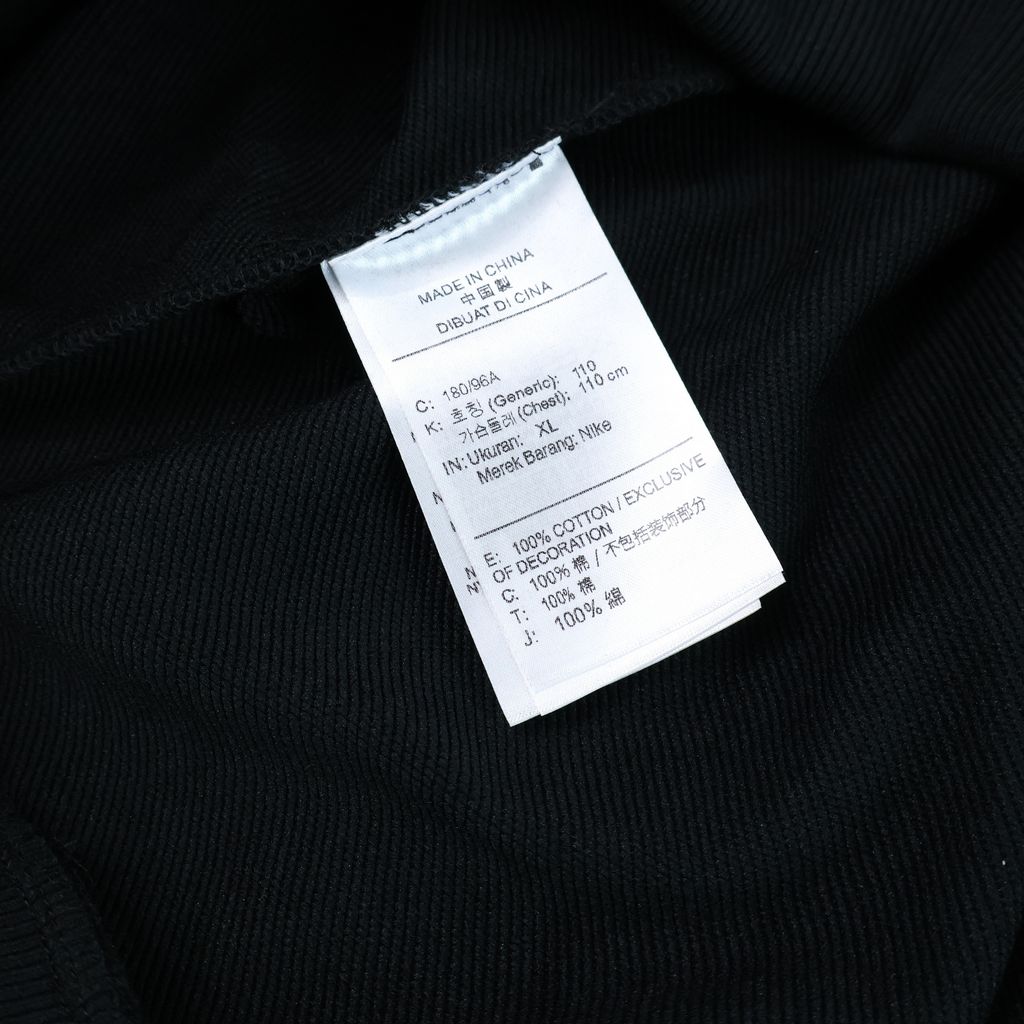 MADE IN CHINA
中国製
DIBUAT DI CINA
C: 180/96A
K: 호칭 (Generic): 110
가슴둘레 (Chest): 110 cm
IN: Ukuran: XL
Merek Barang: Nike
E: 100% COTTON / EXCLUSIVE
OF DECORATION
C: 100% 棉 / 不包括装饰部分
T: 100% 棉
J: 100% 綿